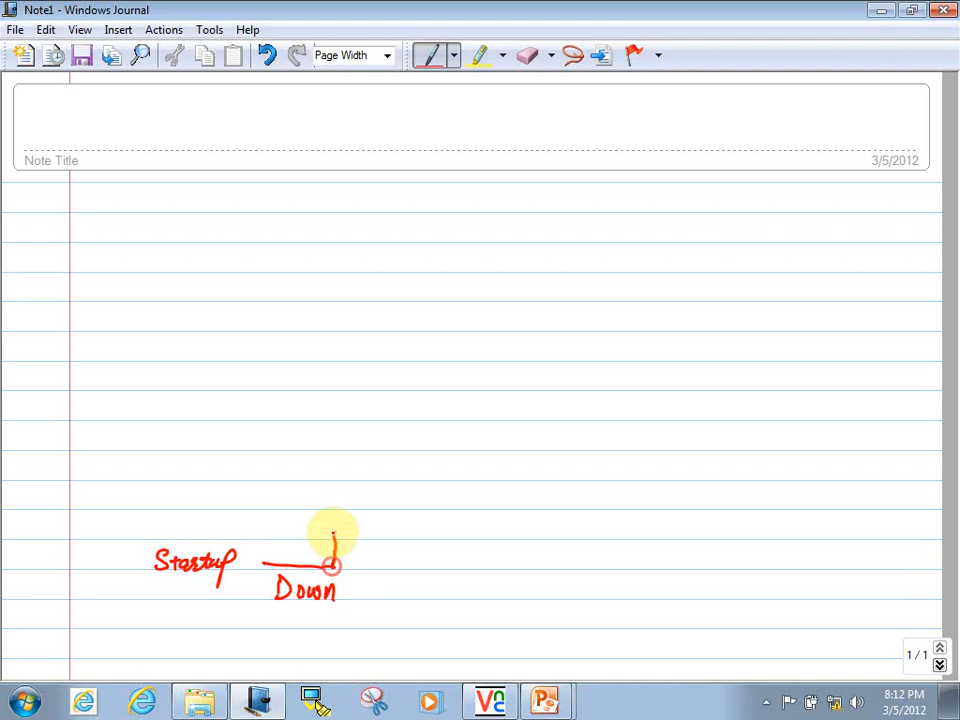 Note1 - Windows Journal
File Edit View Insert Actions Tools Help
Page Width
Note Title
3/5/2012
Startup
Down
1 / 1
8:12 PM
3/5/2012